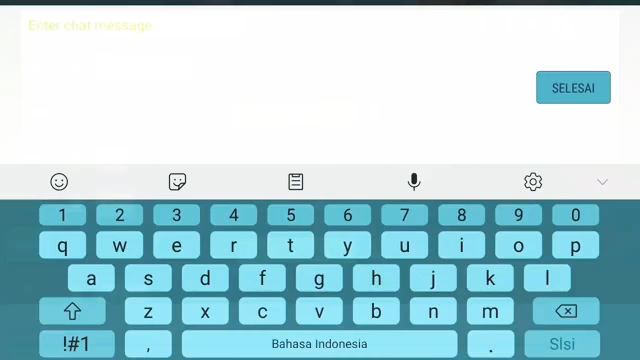 Enter chat message
SELESAI
1 2 3 4 5 6 7 8 9 0
q w e r t y u i o p
a s d f g h j k l
z x c v b n m
!#1 , Bahasa Indonesia . Slsi